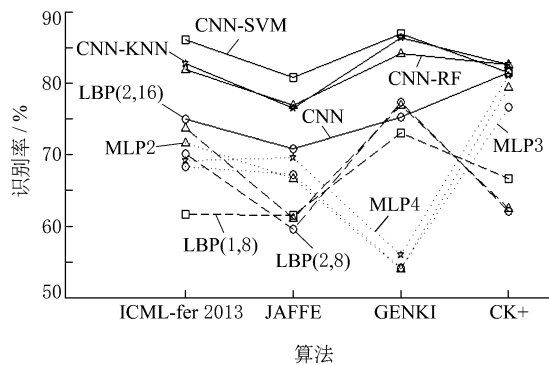 90
80
70
60
50
识别率 / %
CNN-SVM
CNN-KNN
CNN-RF
LBP(2,16)
CNN
MLP2
MLP3
MLP4
LBP(1,8)
LBP(2,8)
ICML-fer 2013 JAFFE GENKI CK+
算法